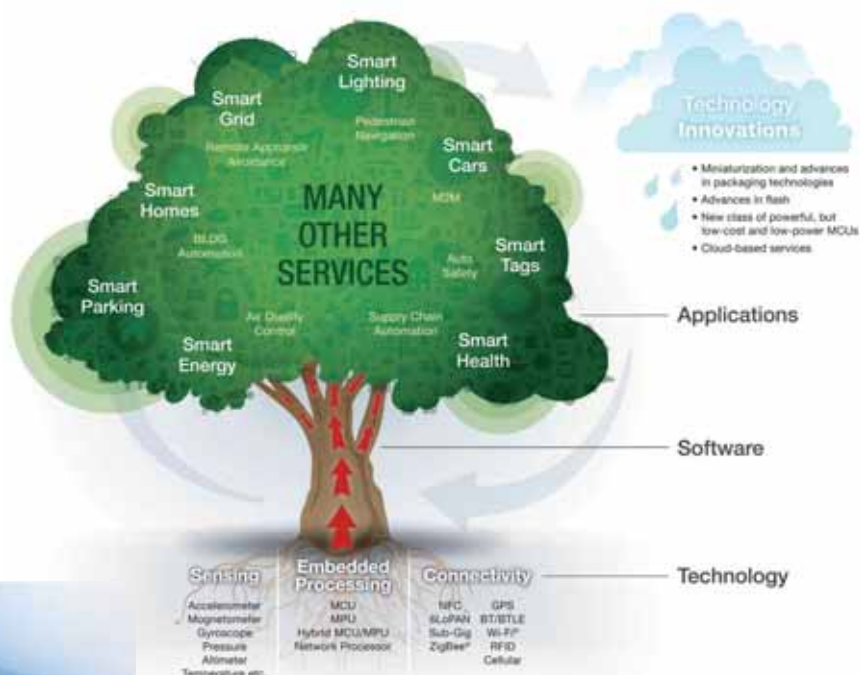 Smart
Lighting
Smart
Grid
Pedestrian
Navigation
Remote Appliance
Avoidance
Smart
Cars
Smart
Homes
M2M
MANY
OTHER
SERVICES
BLDG
Automation
Smart
Tags
Auto
Safety
Smart
Parking
Air Quality
Control
Supply Chain
Automation
Smart
Energy
Smart
Health
Technology
Innovations
• Miniaturization and advances
in packaging technologies
• Advances in flash
• New class of powerful, but
low-cost and low-power MCUs
• Cloud-based services
Applications
Software
Technology
Sensing
Accelerometer
Magnetometer
Gyroscope
Pressure
Altimeter
Temperature etc.
Embedded
Processing
MCU
MPU
Hybrid MCU/MPU
Network Processor
Connectivity
NFC GPS
6LoPAN BT/BTLE
Sub-Gig Wi-Fi®
ZigBee® RFID
Cellular